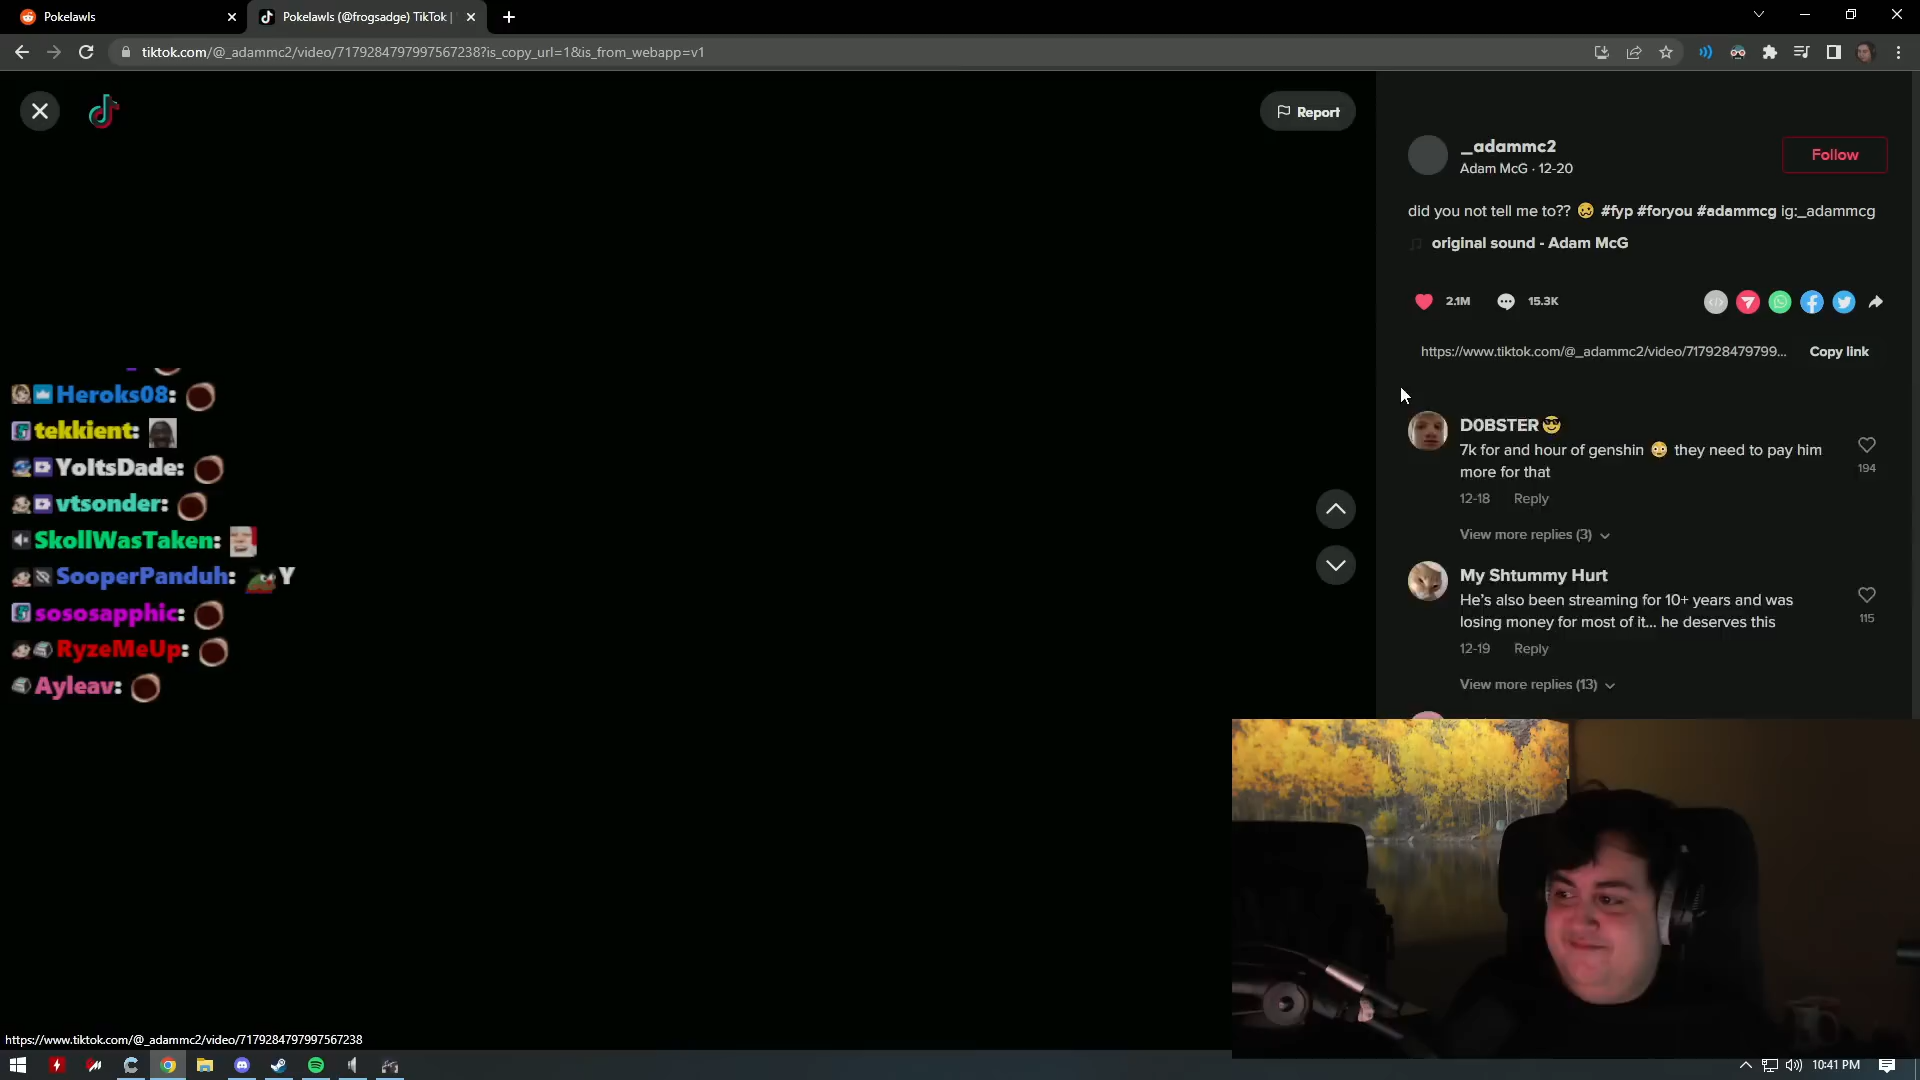 Pokelawls
Pokelawls (@frogsadge) TikTok |
tiktok.com/@_adammc2/video/7179284797997567238?is_copy_url=1&is_from_webapp=v1
Report
_adammc2
Adam McG · 12-20
Follow
did you not tell me to?? 🥴 #fyp #foryou #adammcg ig:_adammcg
original sound - Adam McG
2.1M
15.3K
https://www.tiktok.com/@_adammc2/video/717928479799...
Copy link
Heroks08:
tekkient:
YoItsDade:
vtsonder:
SkollWasTaken:
SooperPanduh: Y
sososapphic:
RyzeMeUp:
Ayleav:
D0BSTER😎
7k for and hour of genshin 😳 they need to pay him
more for that
194
12-18 Reply
View more replies (3)
My Shtummy Hurt
He's also been streaming for 10+ years and was
losing money for most of it... he deserves this
115
12-19 Reply
View more replies (13)
https://www.tiktok.com/@_adammc2/video/7179284797997567238
10:41 PM